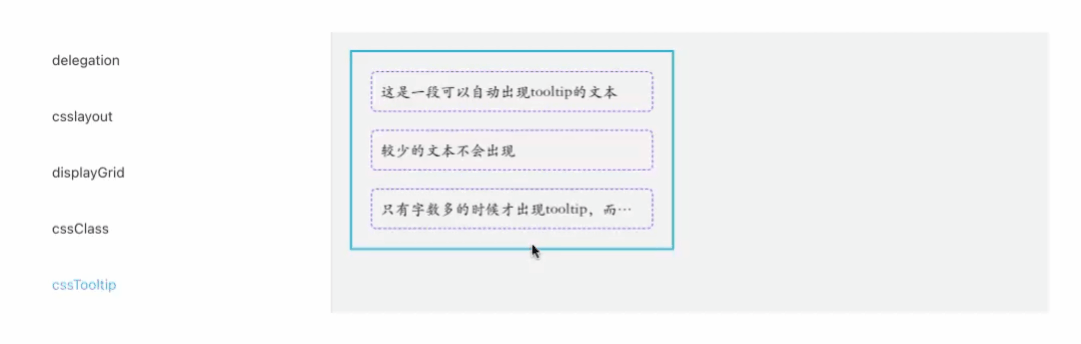 delegation
csslayout
displayGrid
cssClass
cssTooltip
这是一段可以自动出现tooltip的文本
较少的文本不会出现
只有字数多的时候才出现tooltip，而…